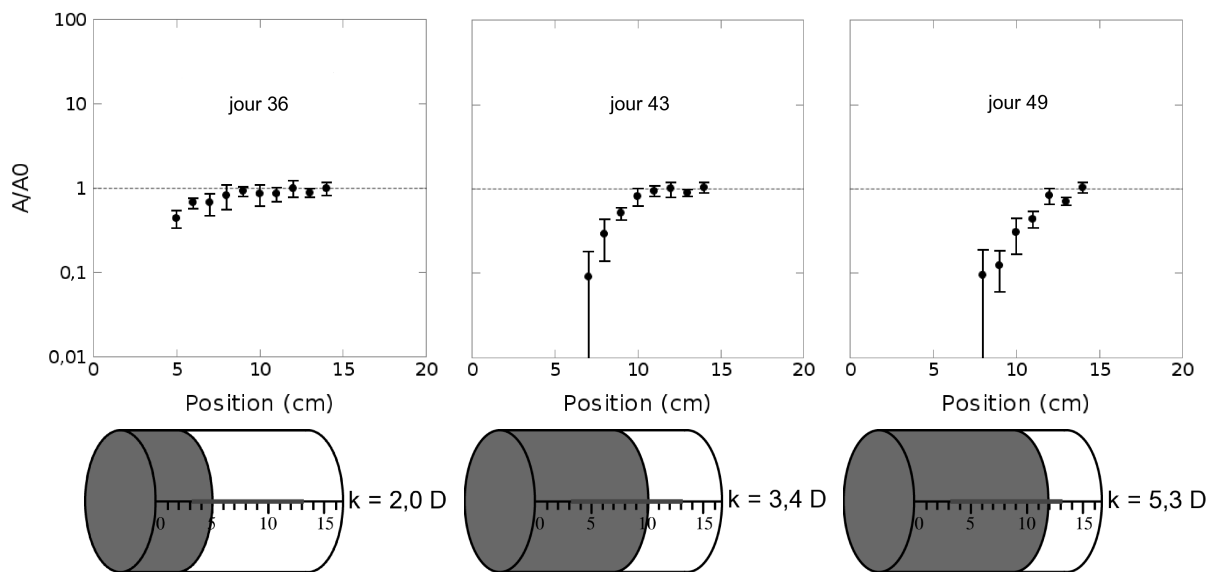 100
10
1
0,1
0,01
A/A0
jour 36
0 5 10 15 20
Position (cm)
jour 43
0 5 10 15 20
Position (cm)
jour 49
0 5 10 15 20
Position (cm)
0 5 10 15
k = 2,0 D
0 5 10 15
k = 3,4 D
0 5 10 15
k = 5,3 D